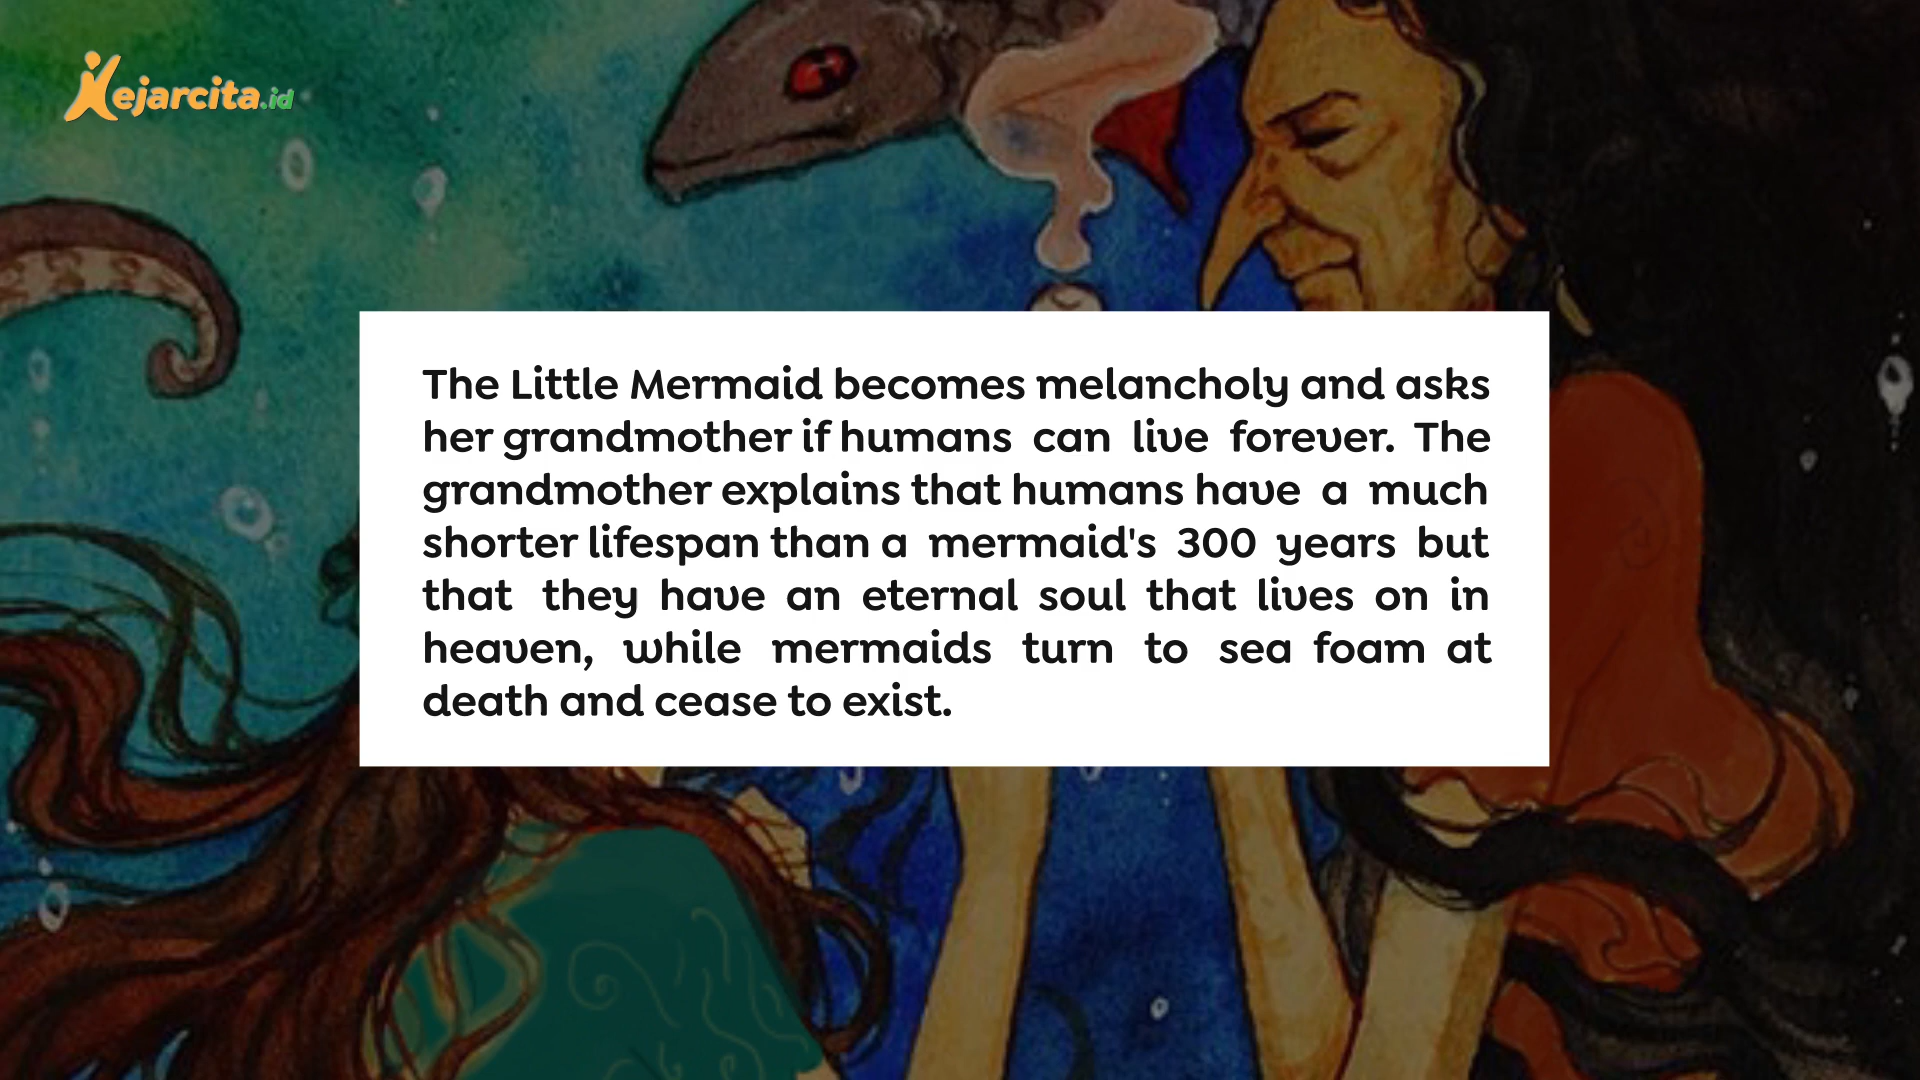 Kejarcita.id
The Little Mermaid becomes melancholy and asks
her grandmother if humans can live forever. The
grandmother explains that humans have a much
shorter lifespan than a mermaid's 300 years but
that they have an eternal soul that lives on in
heaven, while mermaids turn to sea foam at
death and cease to exist.